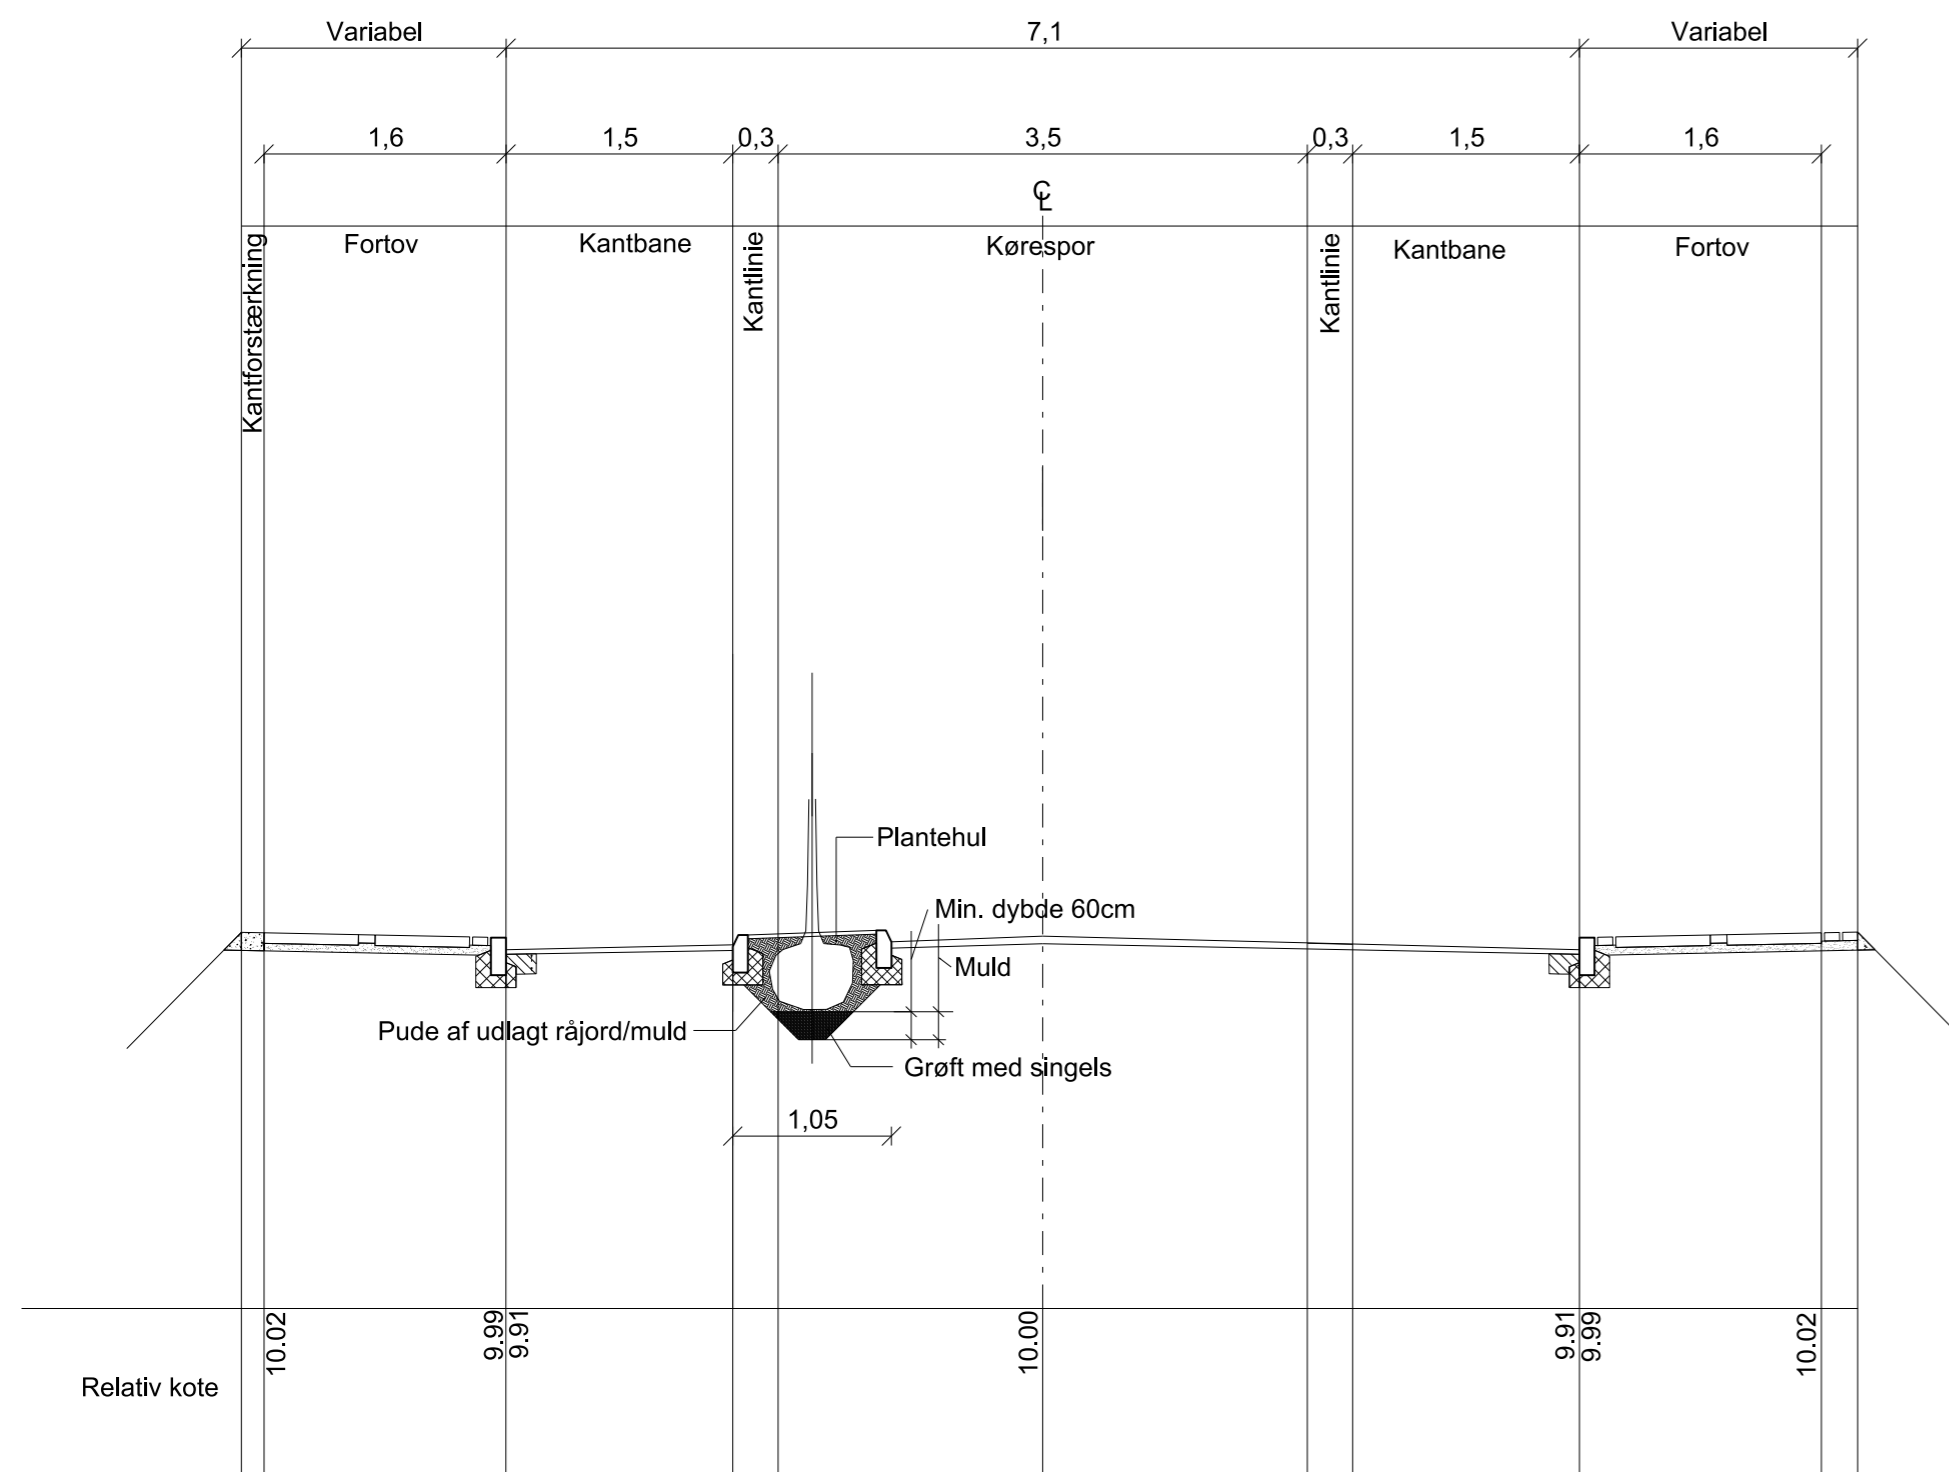 Variabel 7,1 Variabel
1,6 1,5 0,3 3,5 0,3 1,5 1,6
℄
Kantforstærkning
Fortov
Kantbane
Kantlinie
Kørespor
Kantlinie
Kantbane
Fortov
Plantehul
Min. dybde 60cm
Muld
Pude af udlagt råjord/muld
Grøft med singels
1,05
10.02 9.99 9.91 10.00 9.91 9.99 10.02
Relativ kote